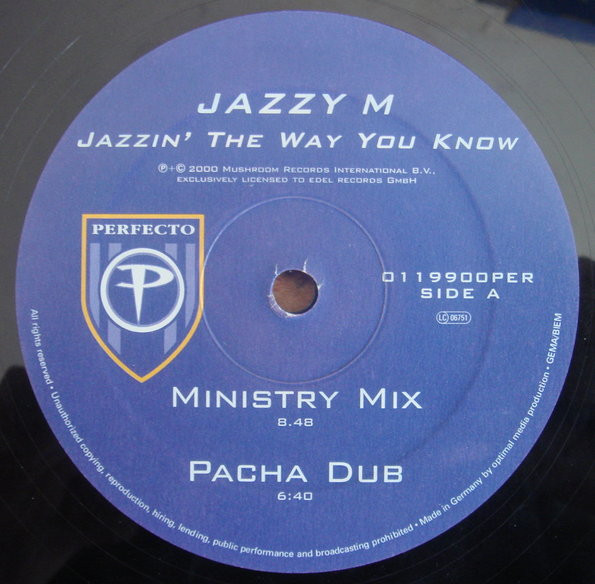 JAZZY M
JAZZIN' THE WAY YOU KNOW
℗+© 2000 MUSHROOM RECORDS INTERNATIONAL B.V.,
EXCLUSIVELY LICENSED TO EDEL RECORDS GMBH
PERFECTO
P
0119900PER
SIDE A
LC 06751
MINISTRY MIX
8.48
PACHA DUB
6:40
All rights reserved • Unauthorized copying, reproduction, hiring, lending, public performance and broadcasting prohibited • Made in Germany by optimal media production • GEMA/BIEM